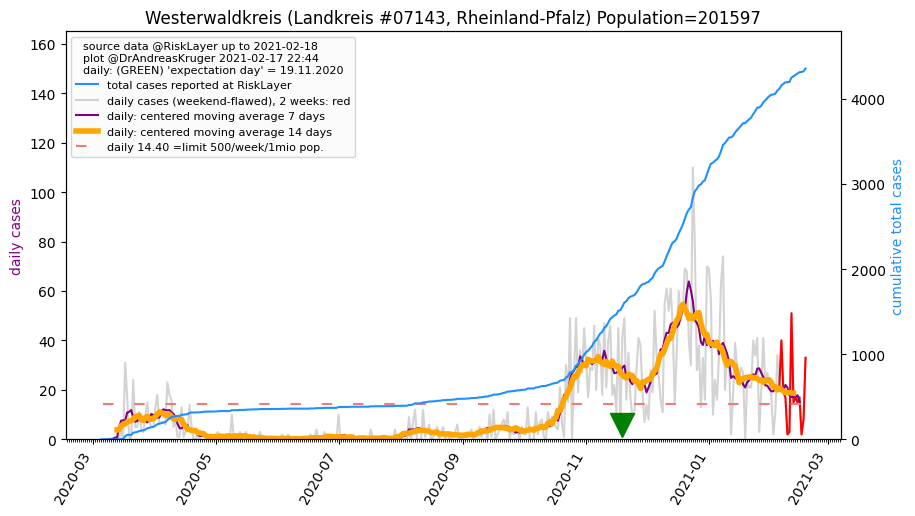 Westerwaldkreis (Landkreis #07143, Rheinland-Pfalz) Population=201597
source data @RiskLayer up to 2021-02-18
plot @DrAndreasKruger 2021-02-17 22:44
daily: (GREEN) 'expectation day' = 19.11.2020
total cases reported at RiskLayer
daily cases (weekend-flawed), 2 weeks: red
daily: centered moving average 7 days
daily: centered moving average 14 days
daily 14.40 =limit 500/week/1mio pop.
daily cases
160
140
120
100
80
60
40
20
0
cumulative total cases
4000
3000
2000
1000
0
2020-03
2020-05
2020-07
2020-09
2020-11
2021-01
2021-03